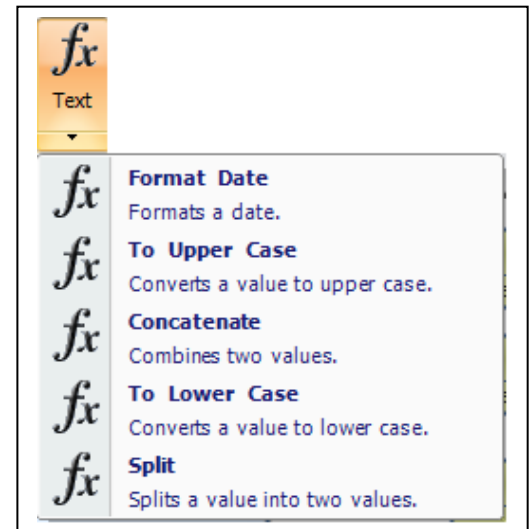 fx
Text
fx Format Date
Formats a date.
fx To Upper Case
Converts a value to upper case.
fx Concatenate
Combines two values.
fx To Lower Case
Converts a value to lower case.
fx Split
Splits a value into two values.